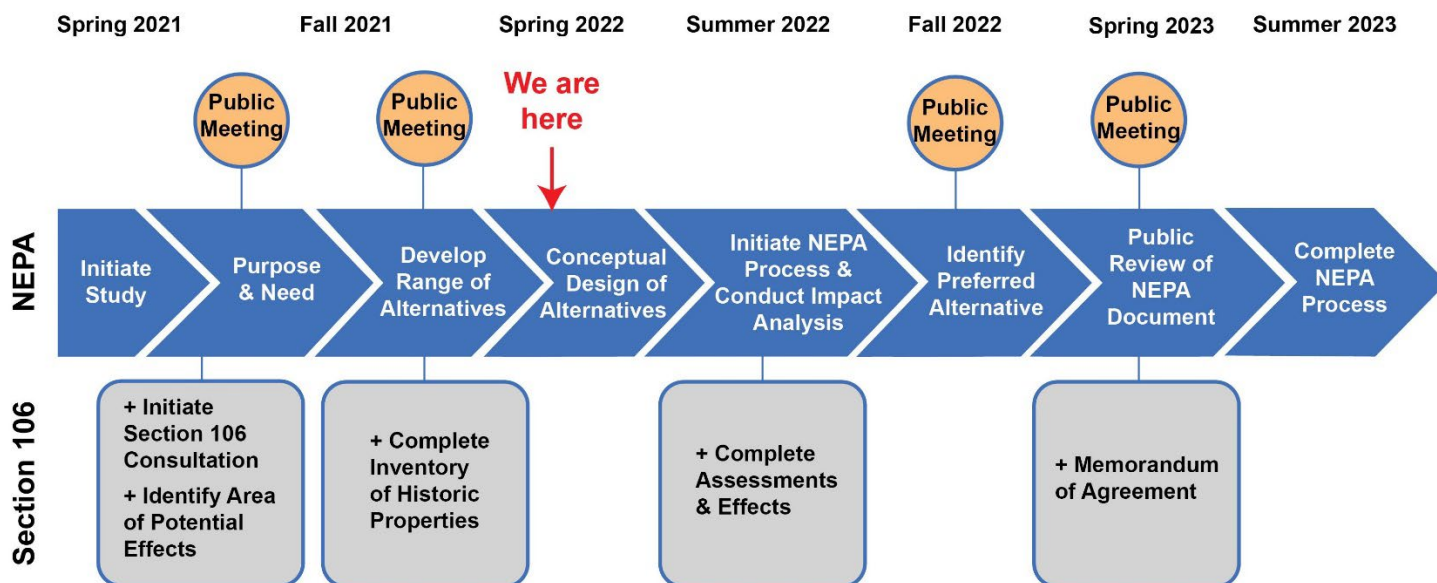 Spring 2021
Fall 2021
Spring 2022
Summer 2022
Fall 2022
Spring 2023
Summer 2023
Public
Meeting
Public
Meeting
We are
here
Public
Meeting
Public
Meeting
NEPA
Initiate
Study
Purpose
& Need
Develop
Range of
Alternatives
Conceptual
Design of
Alternatives
Initiate NEPA
Process &
Conduct Impact
Analysis
Identify
Preferred
Alternative
Public
Review of
NEPA
Document
Complete
NEPA
Process
Section 106
+ Initiate
Section 106
Consultation
+ Identify Area
of Potential
Effects
+ Complete
Inventory
of Historic
Properties
+ Complete
Assessments
& Effects
+ Memorandum
of Agreement